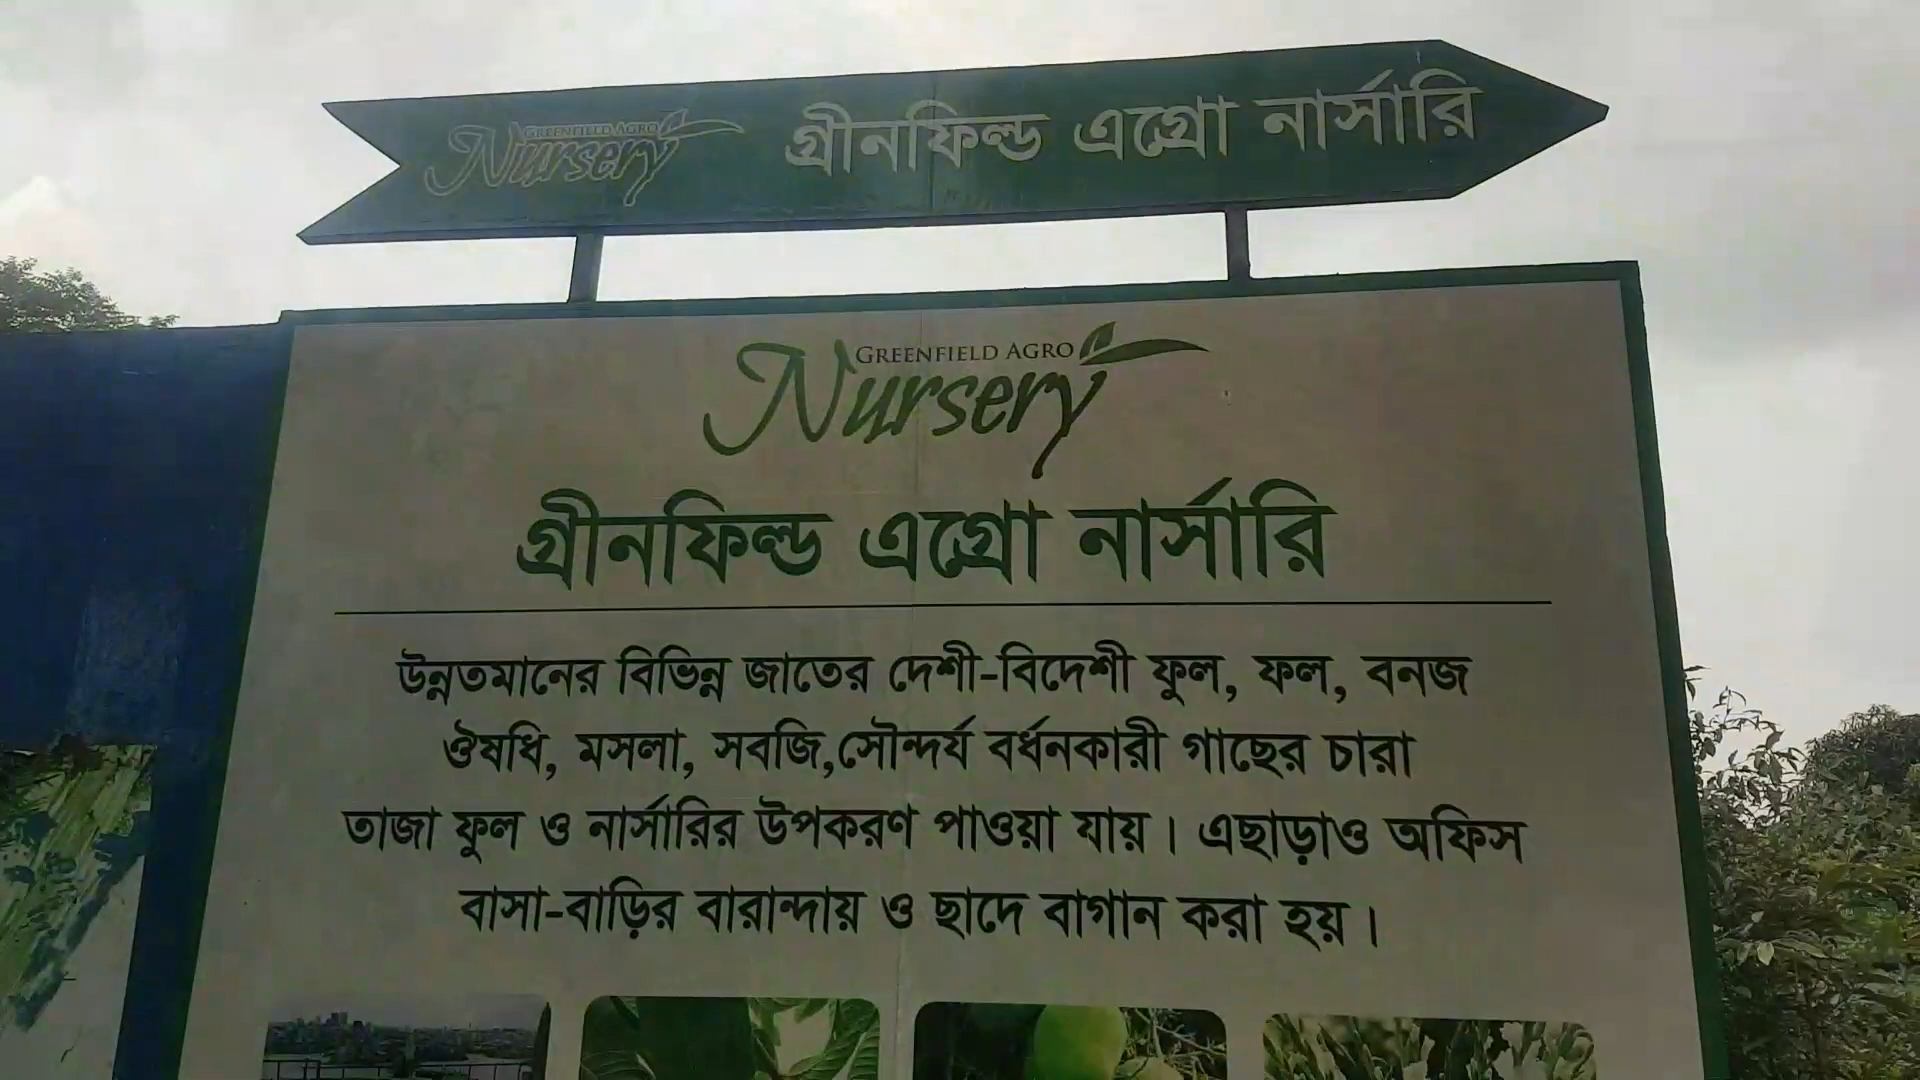 GREENFIELD AGRO
Nursery
গ্রীনফিল্ড এগ্রো নার্সারি
GREENFIELD AGRO
Nursery
গ্রীনফিল্ড এগ্রো নার্সারি
উন্নতমানের বিভিন্ন জাতের দেশী-বিদেশী ফুল, ফল, বনজ
ঔষধি, মসলা, সবজি,সৌন্দর্য বর্ধনকারী গাছের চারা
তাজা ফুল ও নার্সারির উপকরণ পাওয়া যায়। এছাড়াও অফিস
বাসা-বাড়ির বারান্দায় ও ছাদে বাগান করা হয়।